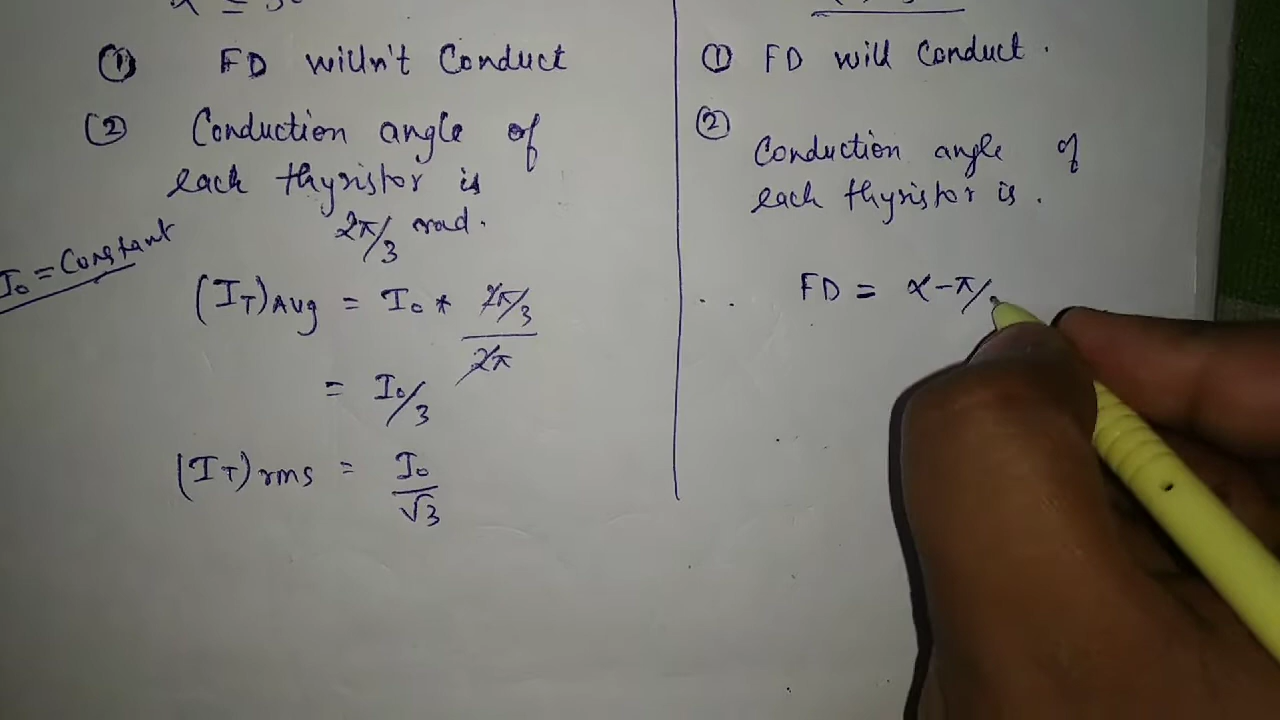 ① FD willn't Conduct
(2) Conduction angle of
each thyristor is
2π/3 rad.
I₀ = Constant
(I_T)Avg = I₀ * 2π/3 / 2π
= I₀/3
(I_T)rms = I₀/√3
① FD will Conduct.
② Conduction angle of
each thyristor is.
FD = α-π/